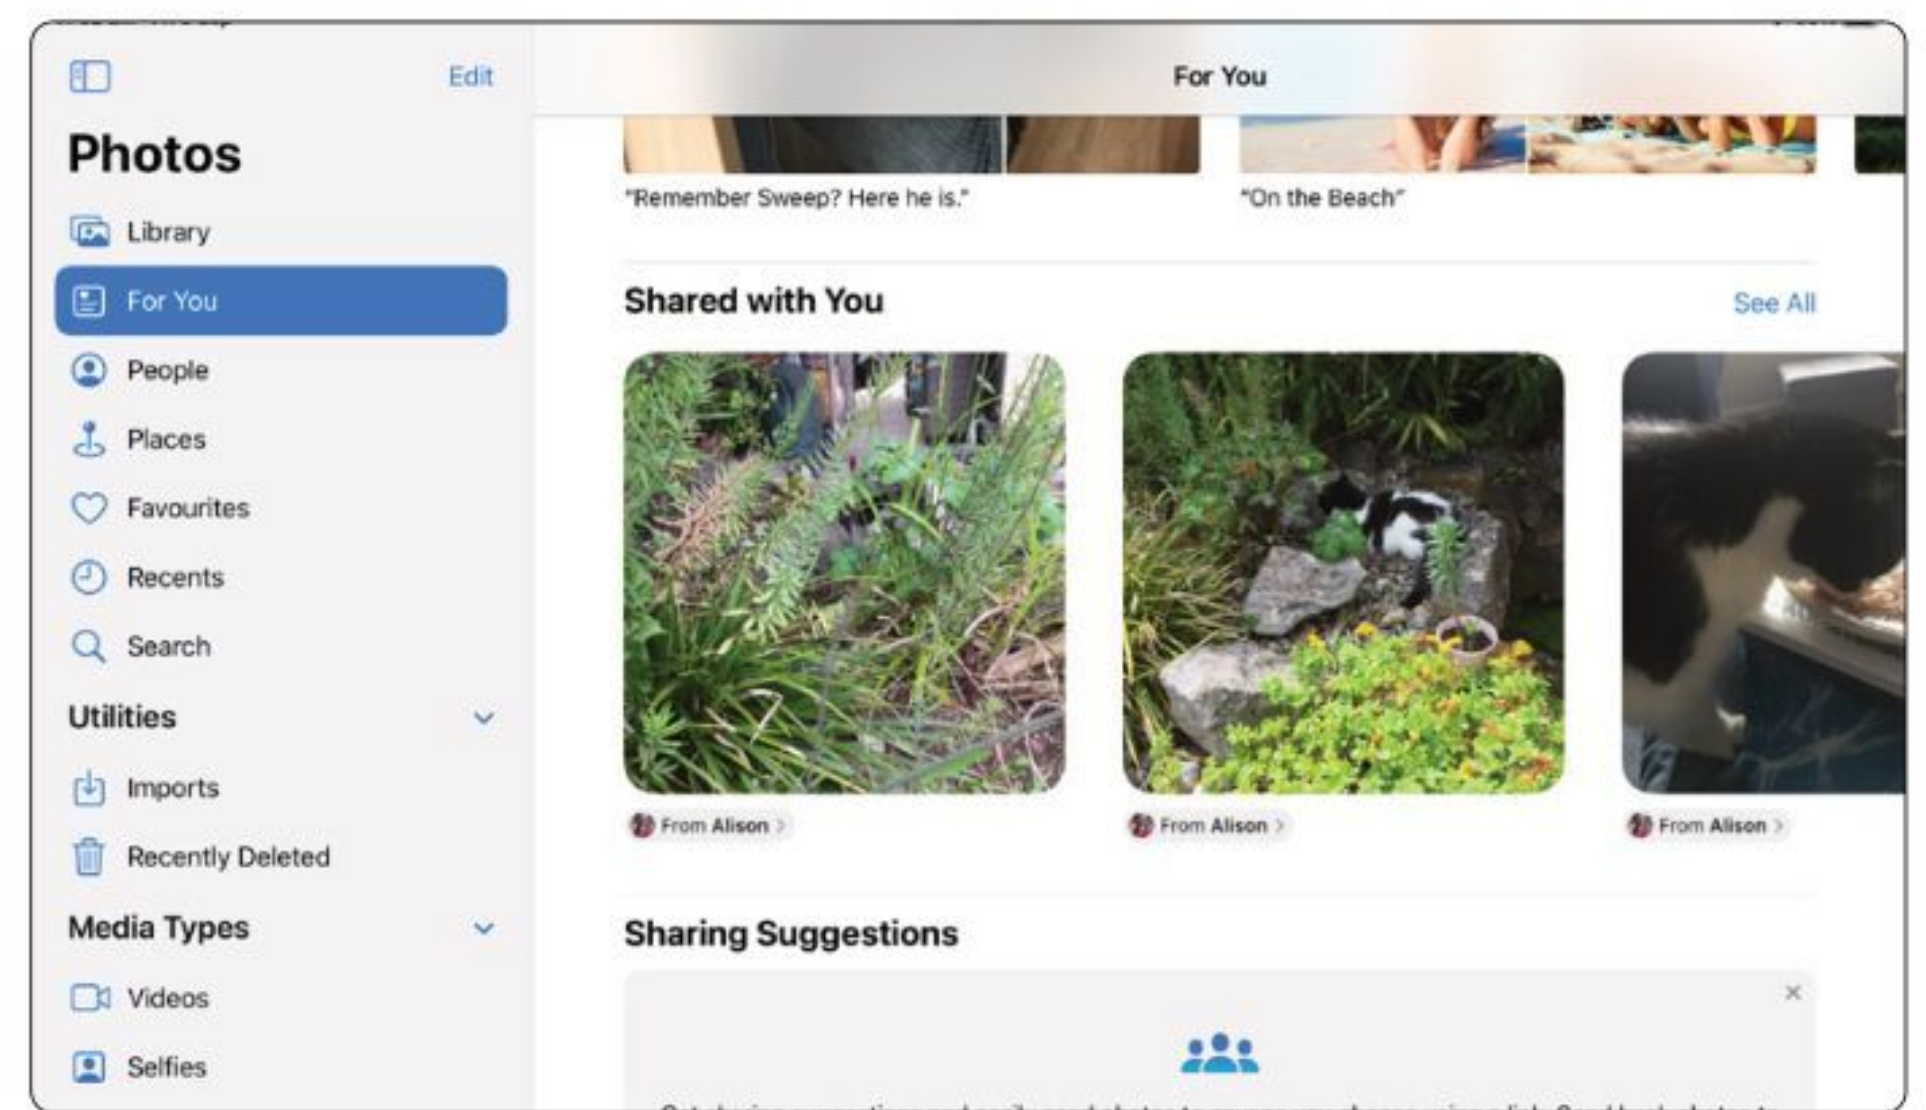 Edit
For You
Photos
Library
For You
People
Places
Favourites
Recents
Search
Utilities
Imports
Recently Deleted
Media Types
Videos
Selfies
"Remember Sweep? Here he is."
"On the Beach"
Shared with You
See All
From Alison >
From Alison >
From Alison >
Sharing Suggestions